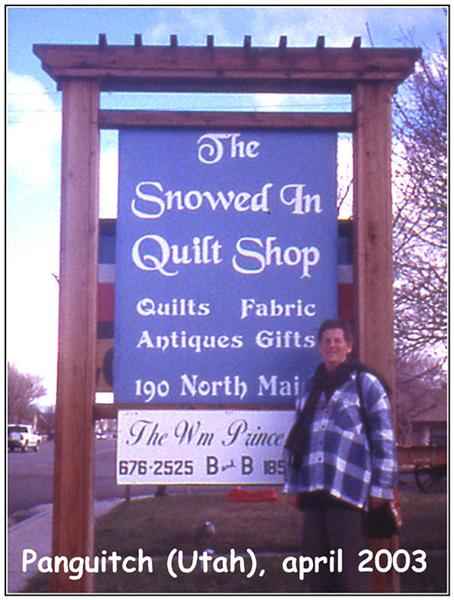 The
Snowed In
Quilt Shop
Quilts Fabric
Antiques Gifts
190 North Mai
The Wm Prince
676-2525 B and B 185
Panguitch (Utah), april 2003